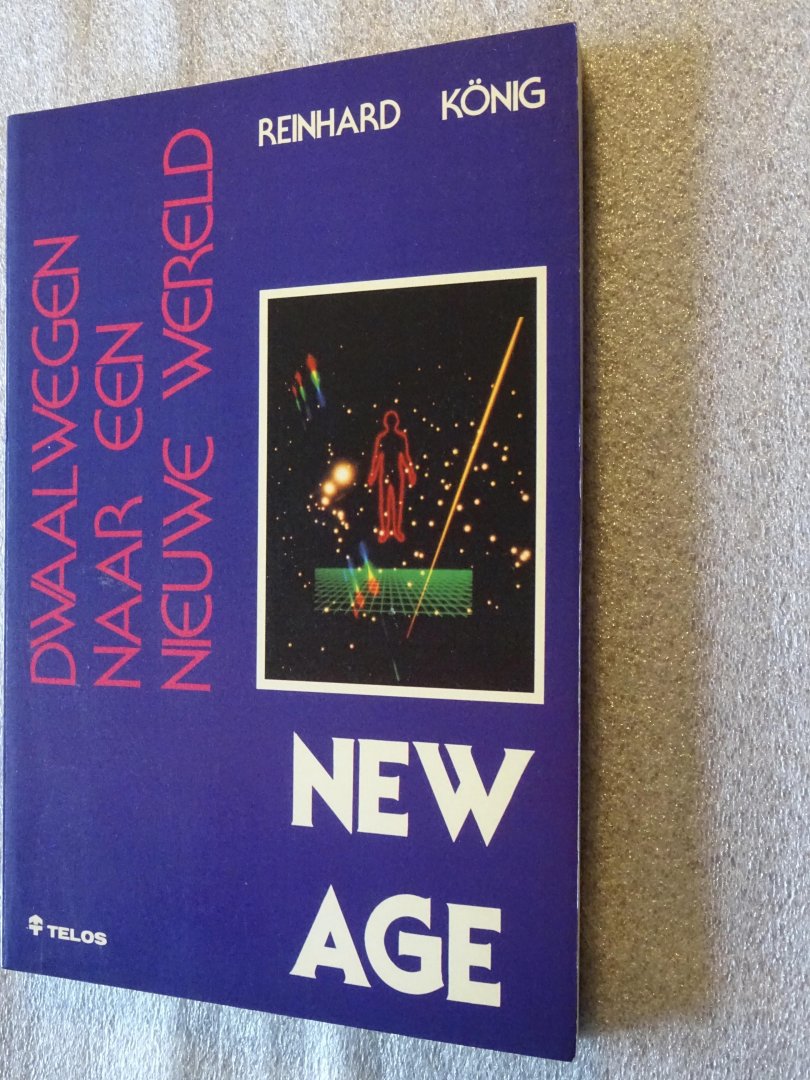 REINHARD KÖNIG
DWAALWEGEN
NAAR EEN
NIEUWE WERELD
NEW
AGE
TELOS